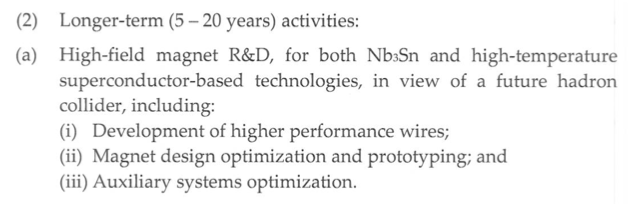 (2) Longer-term (5 – 20 years) activities:
(a) High-field magnet R&D, for both Nb₃Sn and high-temperature
superconductor-based technologies, in view of a future hadron
collider, including:
(i) Development of higher performance wires;
(ii) Magnet design optimization and prototyping; and
(iii) Auxiliary systems optimization.